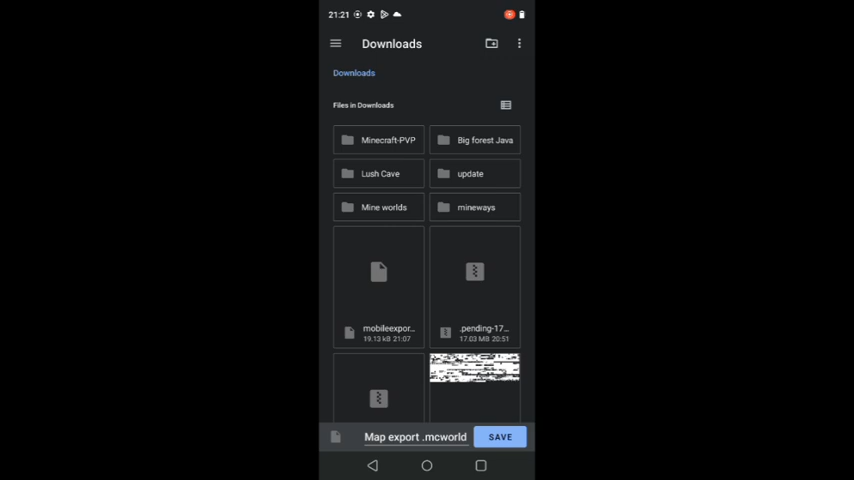 21:21
Downloads
Downloads
Files in Downloads
Minecraft-PVP
Big forest Java
Lush Cave
update
Mine worlds
mineways
mobileexpor...
19.13 kB 21:07
.pending-17...
17.03 MB 20:51
Map export .mcworld
SAVE